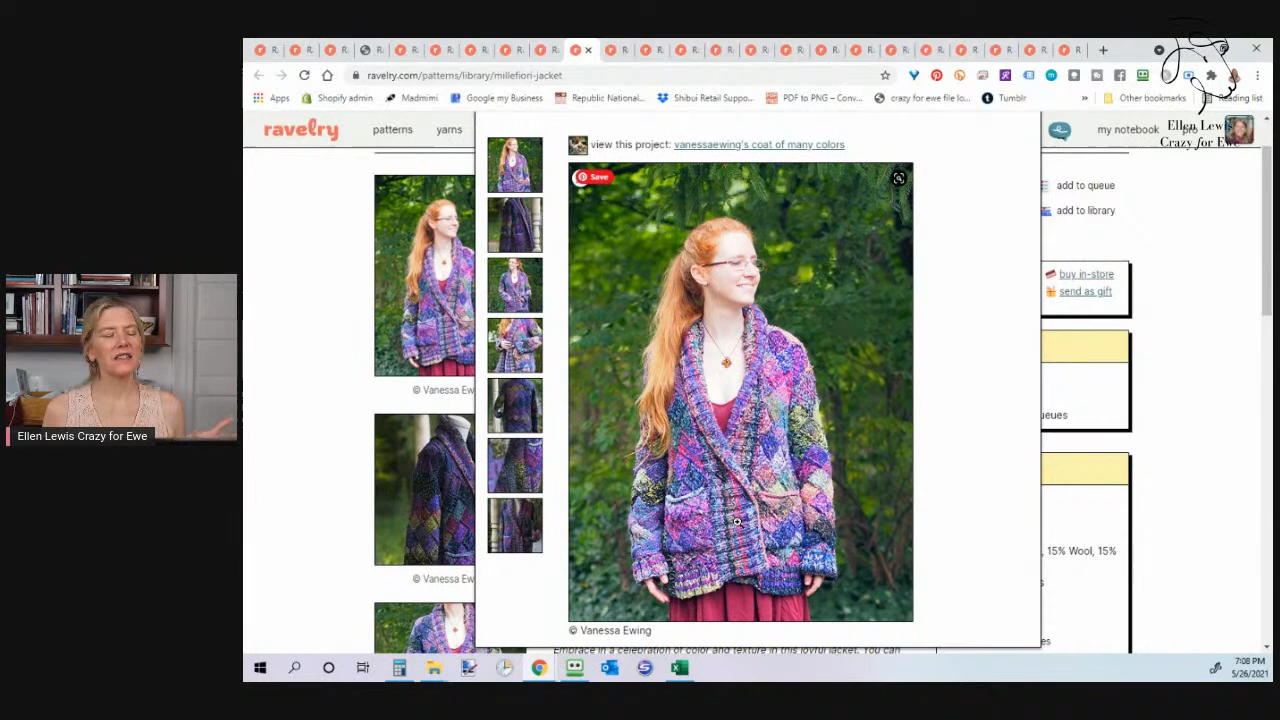 ravelry.com/patterns/library/millefiori-jacket
Apps
Shopify admin
Madmimi
Google my Business
Republic National...
Shibui Retail Suppo...
PDF to PNG – Conv...
crazy for ewe file lo...
Tumblr
»
Other bookmarks
Reading list
ravelry
patterns
yarns
my notebook
pro
Ellen Lewis
Crazy for Ewe
view this project: vanessaewing's coat of many colors
Save
add to queue
add to library
buy in-store
send as gift
ueues
, 15% Wool, 15%
es
© Vanessa Ew
© Vanessa Ew
© Vanessa Ewing
Embrace in a celebration of color and texture in this joyful jacket. You can
Ellen Lewis Crazy for Ewe
7:08 PM
5/26/2021